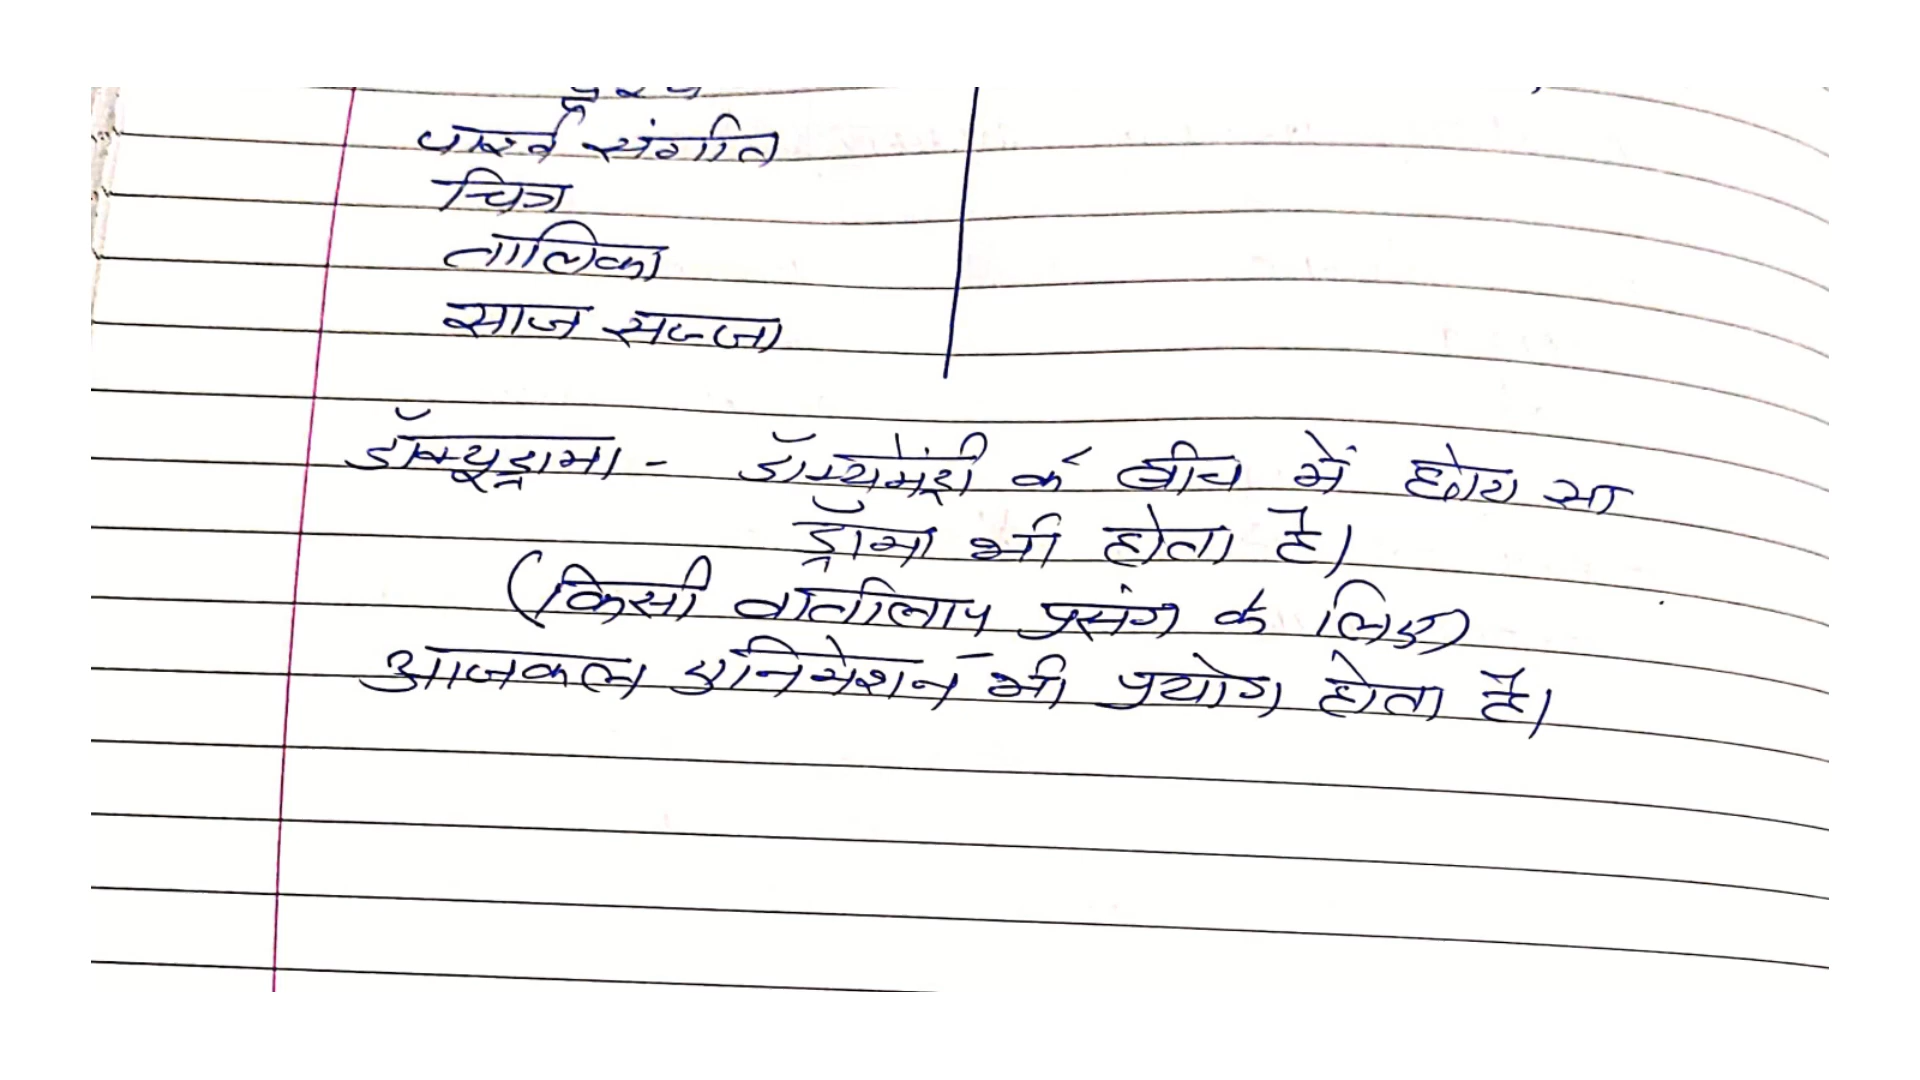 पार्श्व संगीत
चित्र
तालिका
साज सज्जा
डॉक्यूड्रामा - डॉक्यूमेंट्री के बीच में छोटा सा
ड्रॉमा भी होता है।
(किसी वार्तालाप प्रसंग के लिए)
आजकल एनिमेशन भी प्रयोग होता है।